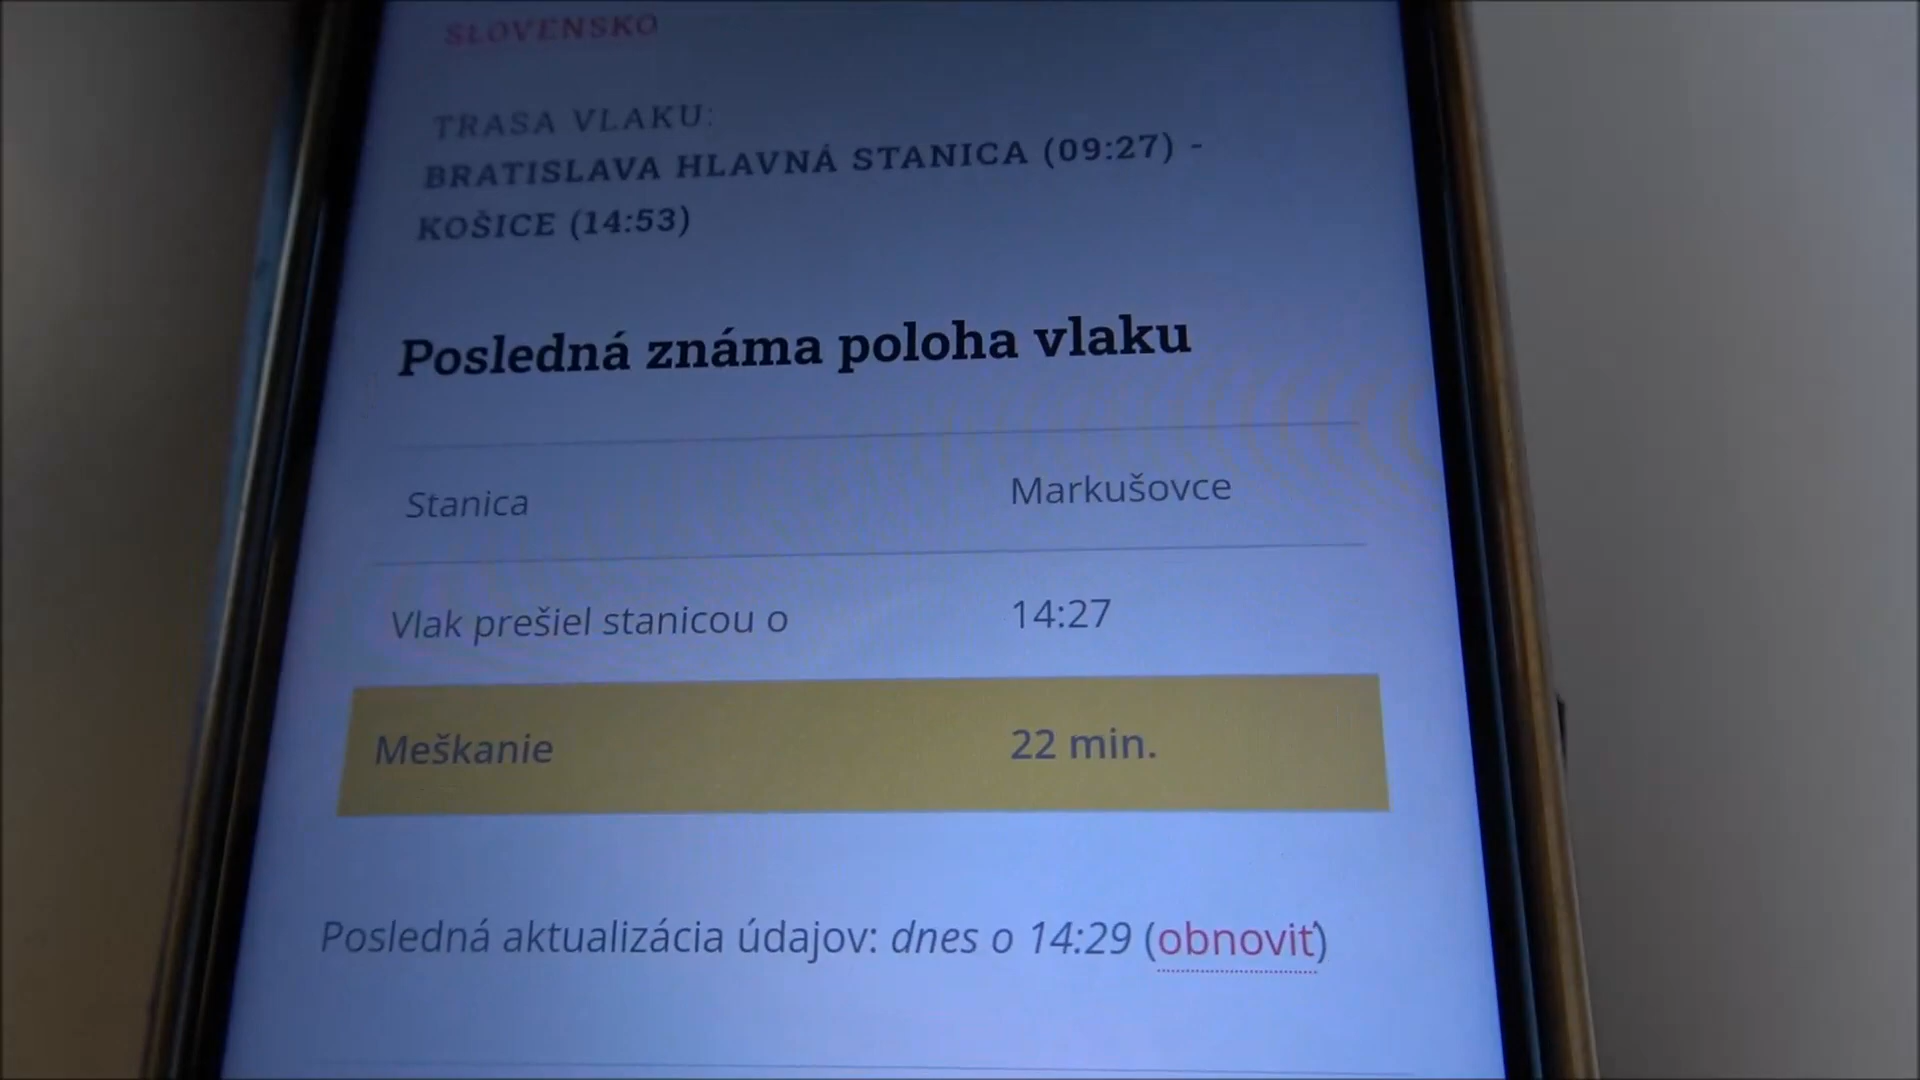 SLOVENSKO
TRASA VLAKU:
BRATISLAVA HLAVNÁ STANICA (09:27) -
KOŠICE (14:53)
Posledná známa poloha vlaku
Stanica Markušovce
Vlak prešiel stanicou o 14:27
Meškanie 22 min.
Posledná aktualizácia údajov: dnes o 14:29 (obnoviť)